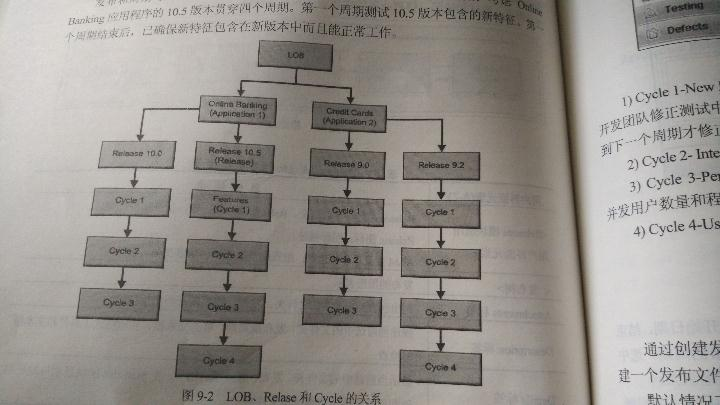 Online
Banking 应用程序的 10.5 版本贯穿四个周期。第一个周期测试 10.5 版本包含的新特征。第一
个周期结束后，已确保新特征包含在新版本中而且能正常工作。
LOB
Online Banking
(Application 1)
Credit Cards
(Application 2)
Release 10.0
Release 10.5
(Release)
Release 9.0
Release 9.2
Cycle 1
Features
(Cycle 1)
Cycle 1
Cycle 1
Cycle 2
Cycle 2
Cycle 2
Cycle 2
Cycle 3
Cycle 3
Cycle 3
Cycle 3
Cycle 4
Cycle 4
图 9-2 LOB、Relase 和 Cycle 的关系
Testing
Defects
1) Cycle 1-New
开发团队修正测试中
到下一个周期才修正
2) Cycle 2- Inte
3) Cycle 3-Per
并发用户数量和程
4) Cycle 4-Us
通过创建发
建一个发布文件
默认情况